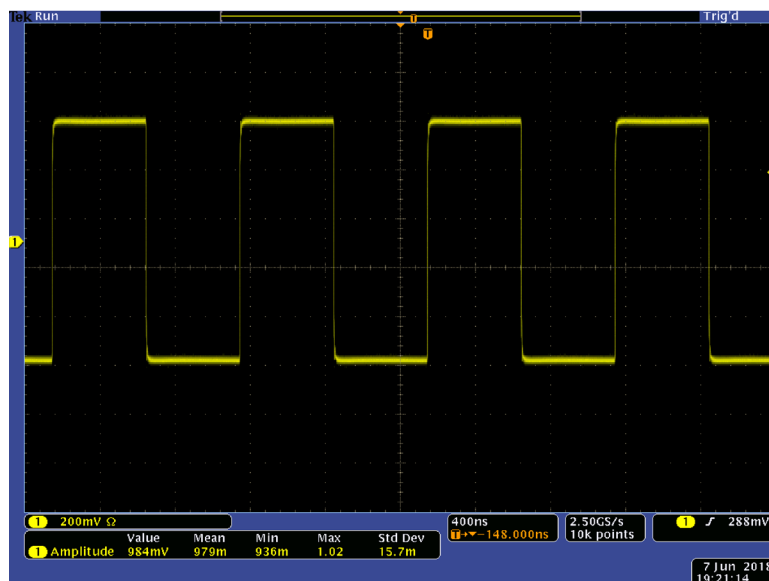 Tek Run Trig'd
T
T
1
1 200mV Ω
400ns
T→▼-148.000ns
2.50GS/s
10k points
1 ʃ 288mV
Value Mean Min Max Std Dev
1 Amplitude 984mV 979m 936m 1.02 15.7m
7 Jun 2018
19:21:14